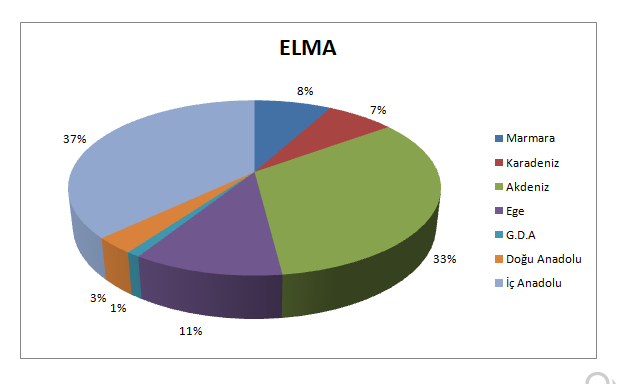 ELMA
8%
7%
37%
33%
3%
1%
11%
Marmara
Karadeniz
Akdeniz
Ege
G.D.A
Doğu Anadolu
İç Anadolu